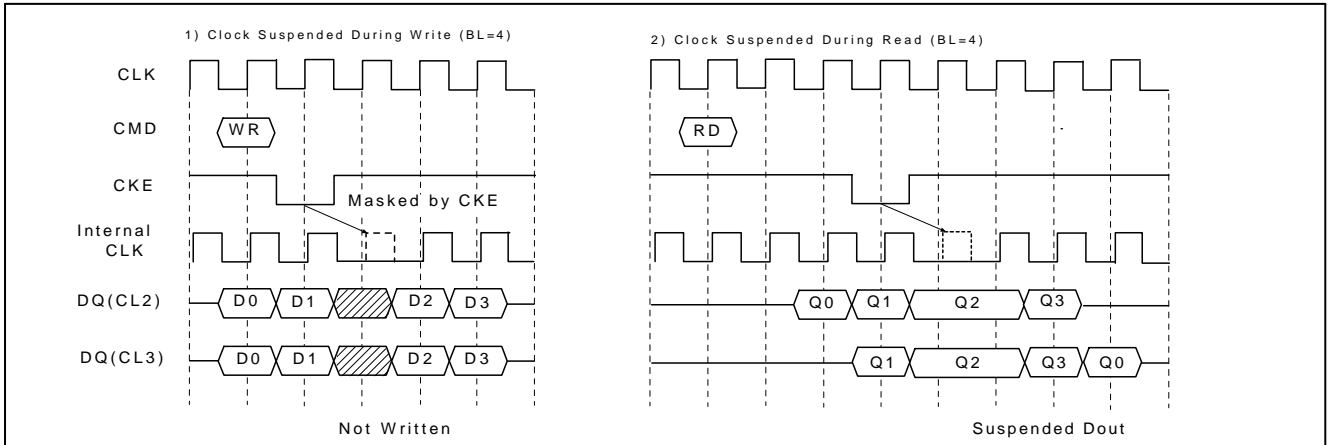 1) Clock Suspended During Write (BL=4)
2) Clock Suspended During Read (BL=4)
CLK
CMD
WR
RD
CKE
Masked by CKE
Internal
CLK
DQ(CL2)
D0 D1 D2 D3
Q0 Q1 Q2 Q3
DQ(CL3)
D0 D1 D2 D3
Q1 Q2 Q3 Q0
Not Written
Suspended Dout